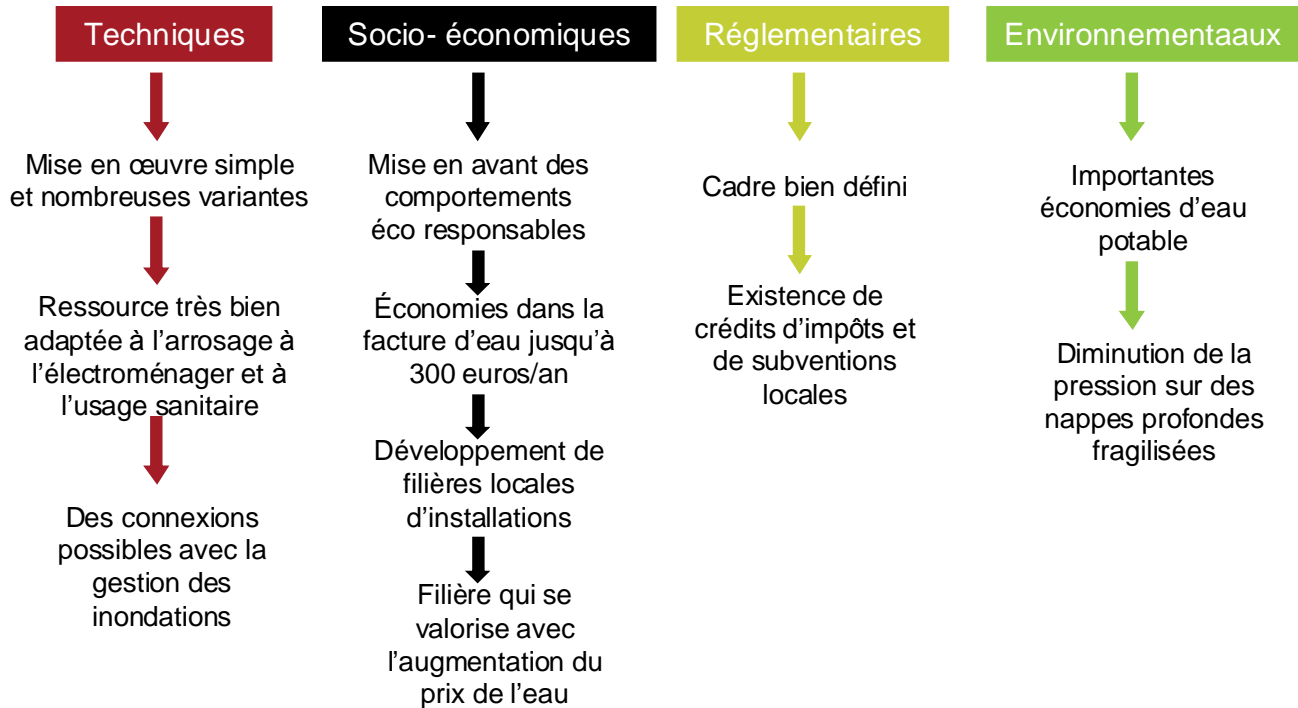 Techniques
Mise en œuvre simple
et nombreuses variantes
Ressource très bien
adaptée à l’arrosage à
l’électroménager et à
l’usage sanitaire
Des connexions
possibles avec la
gestion des
inondations
Socio- économiques
Mise en avant des
comportements
éco responsables
Économies dans la
facture d’eau jusqu’à
300 euros/an
Développement de
filières locales
d’installations
Filière qui se
valorise avec
l’augmentation du
prix de l’eau
Réglementaires
Cadre bien défini
Existence de
crédits d’impôts et
de subventions
locales
Environnementaaux
Importantes
économies d’eau
potable
Diminution de la
pression sur des
nappes profondes
fragilisées